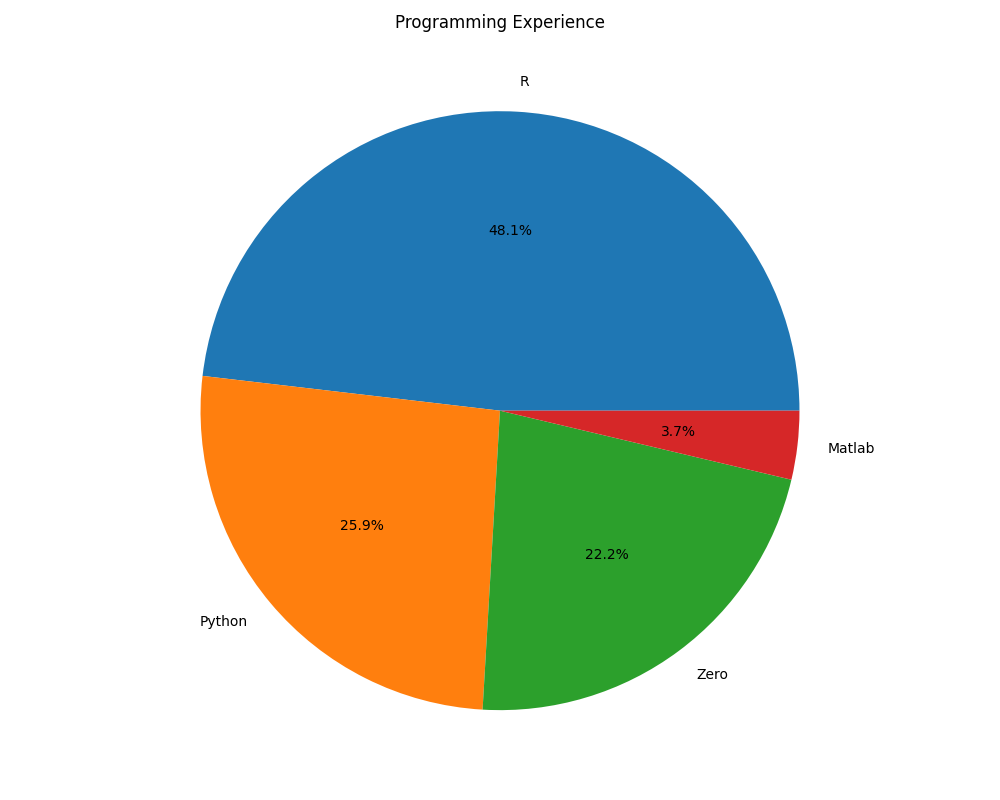 Programming Experience
R
48.1%
3.7%
Matlab
25.9%
22.2%
Python
Zero